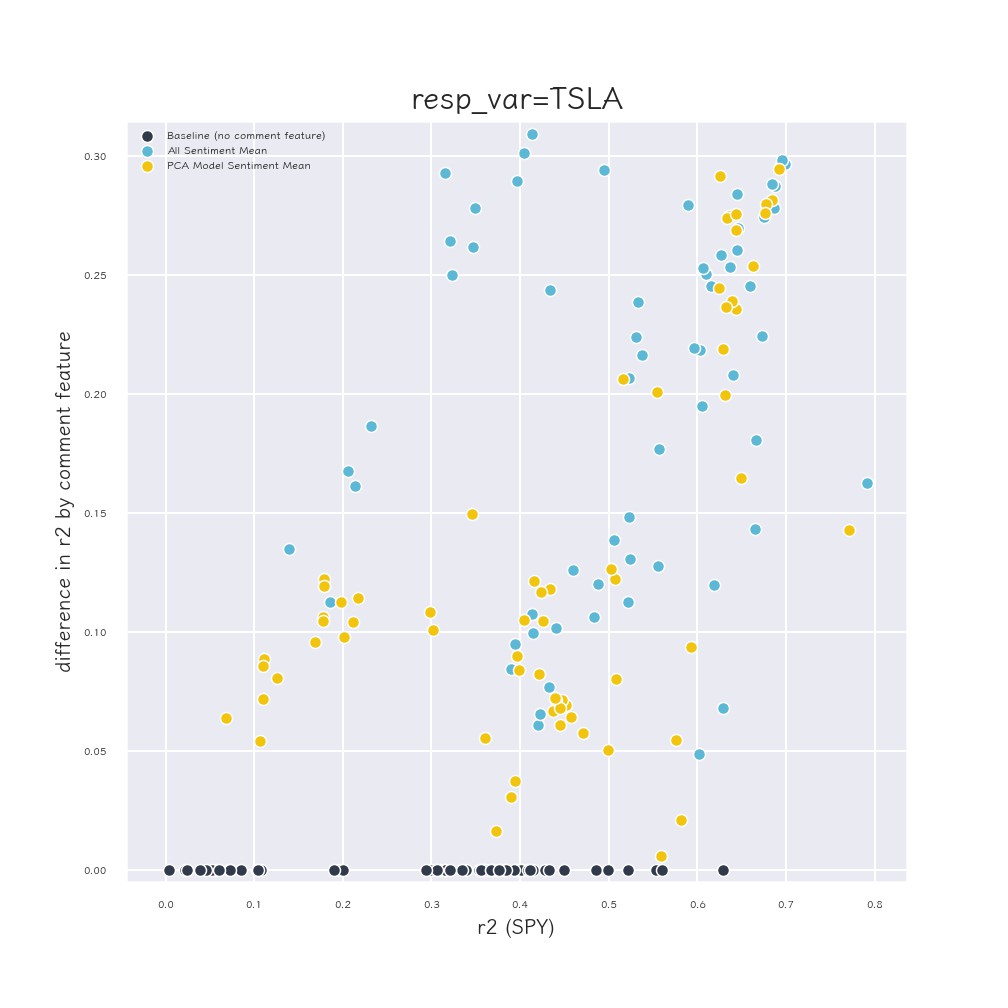 resp_var=TSLA
Baseline (no comment feature)
All Sentiment Mean
PCA Model Sentiment Mean
difference in r2 by comment feature
0.30
0.25
0.20
0.15
0.10
0.05
0.00
0.0 0.1 0.2 0.3 0.4 0.5 0.6 0.7 0.8
r2 (SPY)